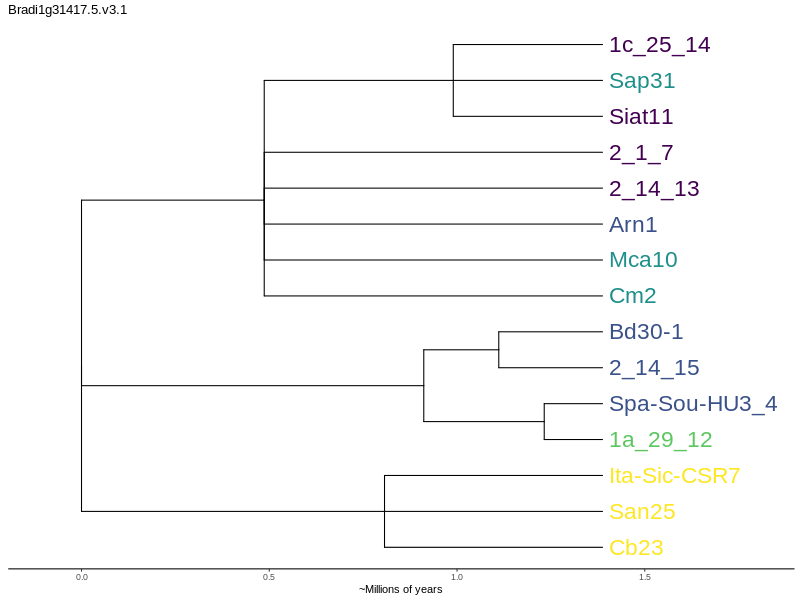 Bradi1g31417.5.v3.1
1c_25_14
Sap31
Siat11
2_1_7
2_14_13
Arn1
Mca10
Cm2
Bd30-1
2_14_15
Spa-Sou-HU3_4
1a_29_12
Ita-Sic-CSR7
San25
Cb23
0.0 0.5 1.0 1.5
~Millions of years